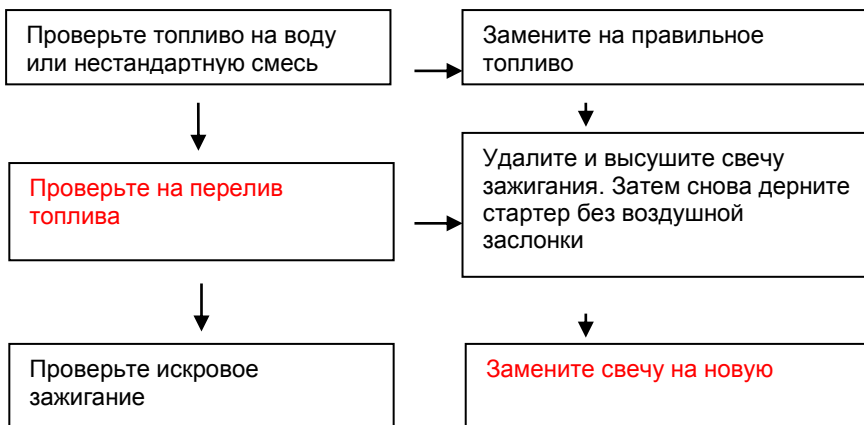 Проверьте топливо на воду
или нестандартную смесь
Замените на правильное
топливо
Проверьте на перелив
топлива
Удалите и высушите свечу
зажигания. Затем снова дерните
стартер без воздушной
заслонки
Проверьте искровое
зажигание
Замените свечу на новую